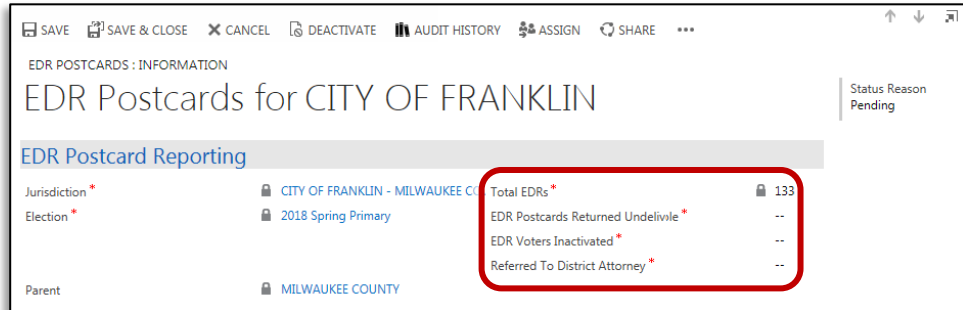 SAVE SAVE & CLOSE CANCEL DEACTIVATE AUDIT HISTORY ASSIGN SHARE •••
EDR POSTCARDS : INFORMATION
EDR Postcards for CITY OF FRANKLIN
Status Reason
Pending
EDR Postcard Reporting
Jurisdiction * CITY OF FRANKLIN - MILWAUKEE CO Total EDRs * 133
Election * 2018 Spring Primary EDR Postcards Returned Undelivle * --
EDR Voters Inactivated * --
Referred To District Attorney * --
Parent MILWAUKEE COUNTY